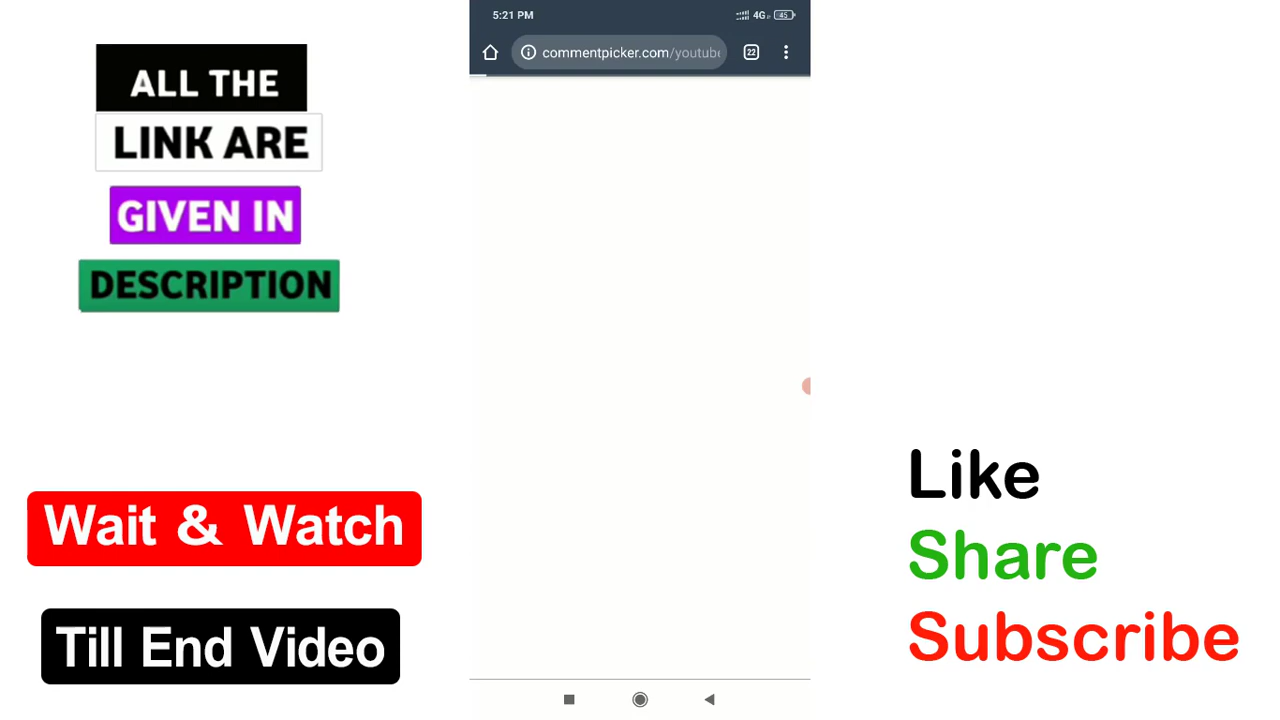 ALL THE
LINK ARE
GIVEN IN
DESCRIPTION
Wait & Watch
Till End Video
5:21 PM
4G
45
commentpicker.com/youtube
22
Like
Share
Subscribe